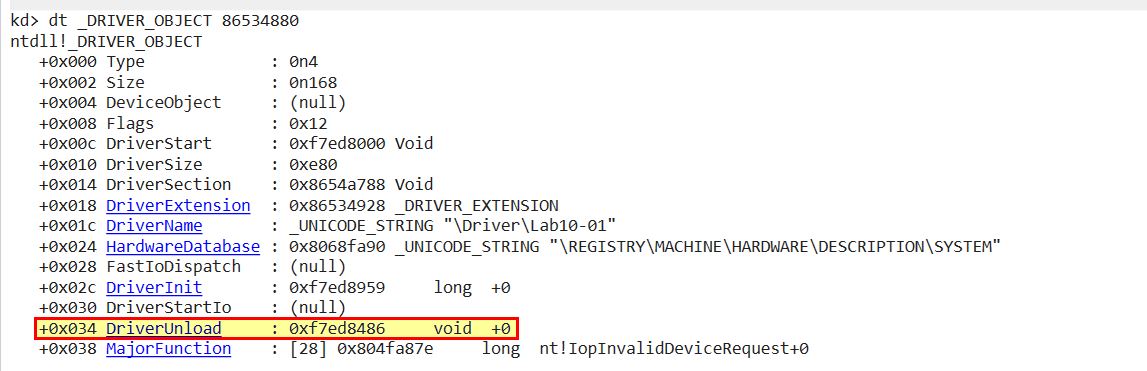 kd> dt _DRIVER_OBJECT 86534880
ntdll!_DRIVER_OBJECT
+0x000 Type : 0n4
+0x002 Size : 0n168
+0x004 DeviceObject : (null)
+0x008 Flags : 0x12
+0x00c DriverStart : 0xf7ed8000 Void
+0x010 DriverSize : 0xe80
+0x014 DriverSection : 0x8654a788 Void
+0x018 DriverExtension : 0x86534928 _DRIVER_EXTENSION
+0x01c DriverName : _UNICODE_STRING "\Driver\Lab10-01"
+0x024 HardwareDatabase : 0x8068fa90 _UNICODE_STRING "\REGISTRY\MACHINE\HARDWARE\DESCRIPTION\SYSTEM"
+0x028 FastIoDispatch : (null)
+0x02c DriverInit : 0xf7ed8959 long +0
+0x030 DriverStartIo : (null)
+0x034 DriverUnload : 0xf7ed8486 void +0
+0x038 MajorFunction : [28] 0x804fa87e long nt!IopInvalidDeviceRequest+0